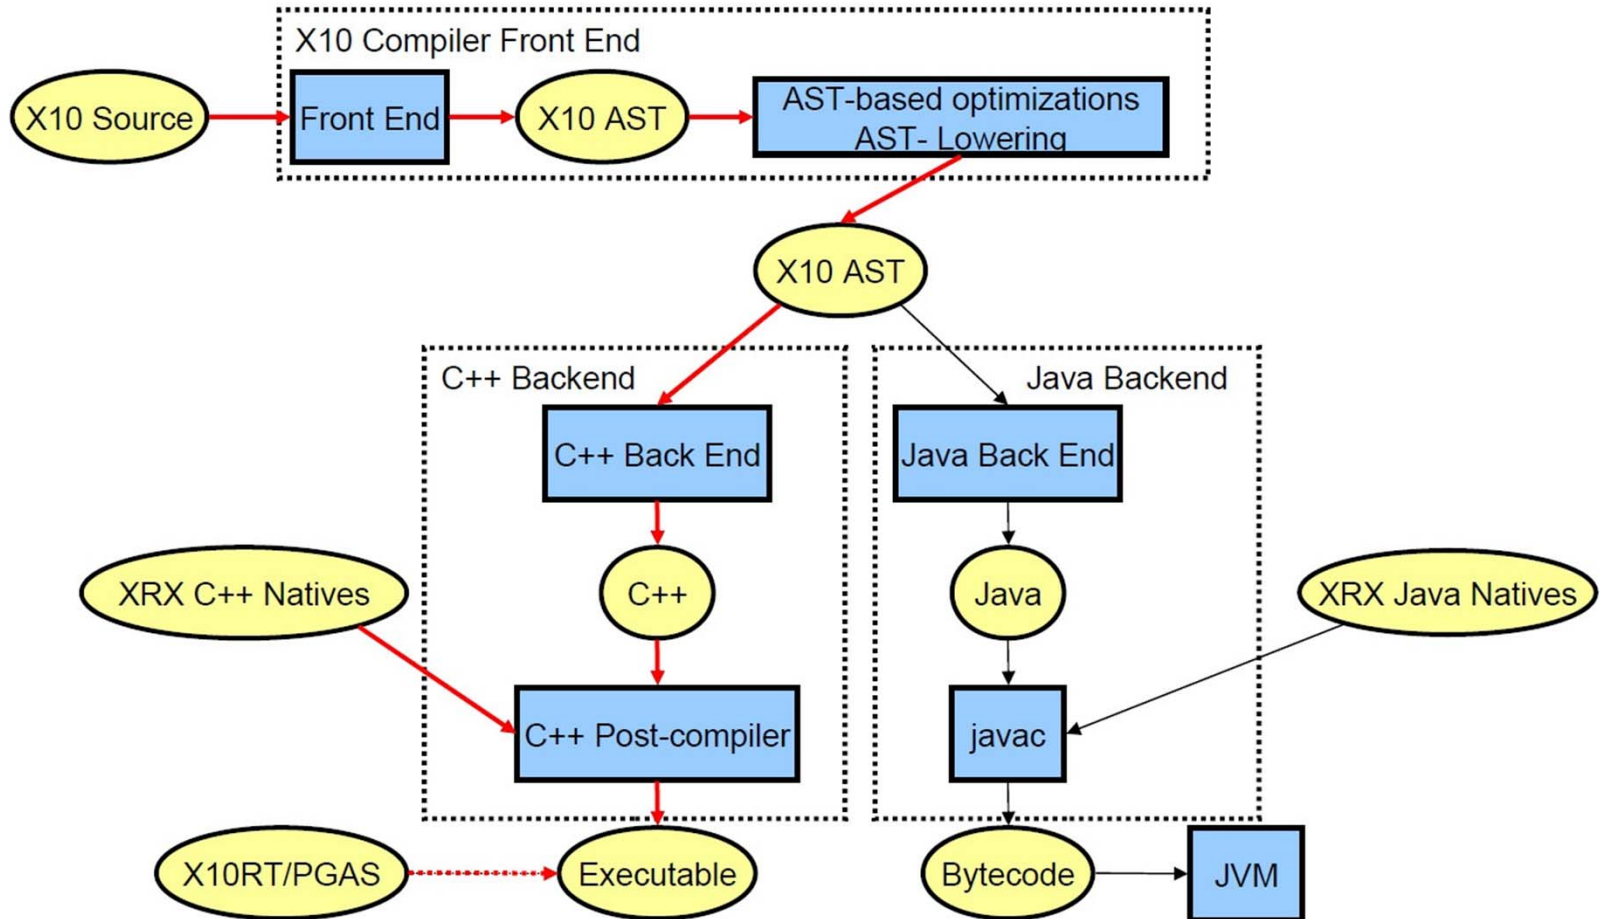 X10 Compiler Front End
X10 Source
Front End
X10 AST
AST-based optimizations
AST- Lowering
X10 AST
C++ Backend
Java Backend
C++ Back End
Java Back End
XRX C++ Natives
C++
Java
XRX Java Natives
C++ Post-compiler
javac
X10RT/PGAS
Executable
Bytecode
JVM